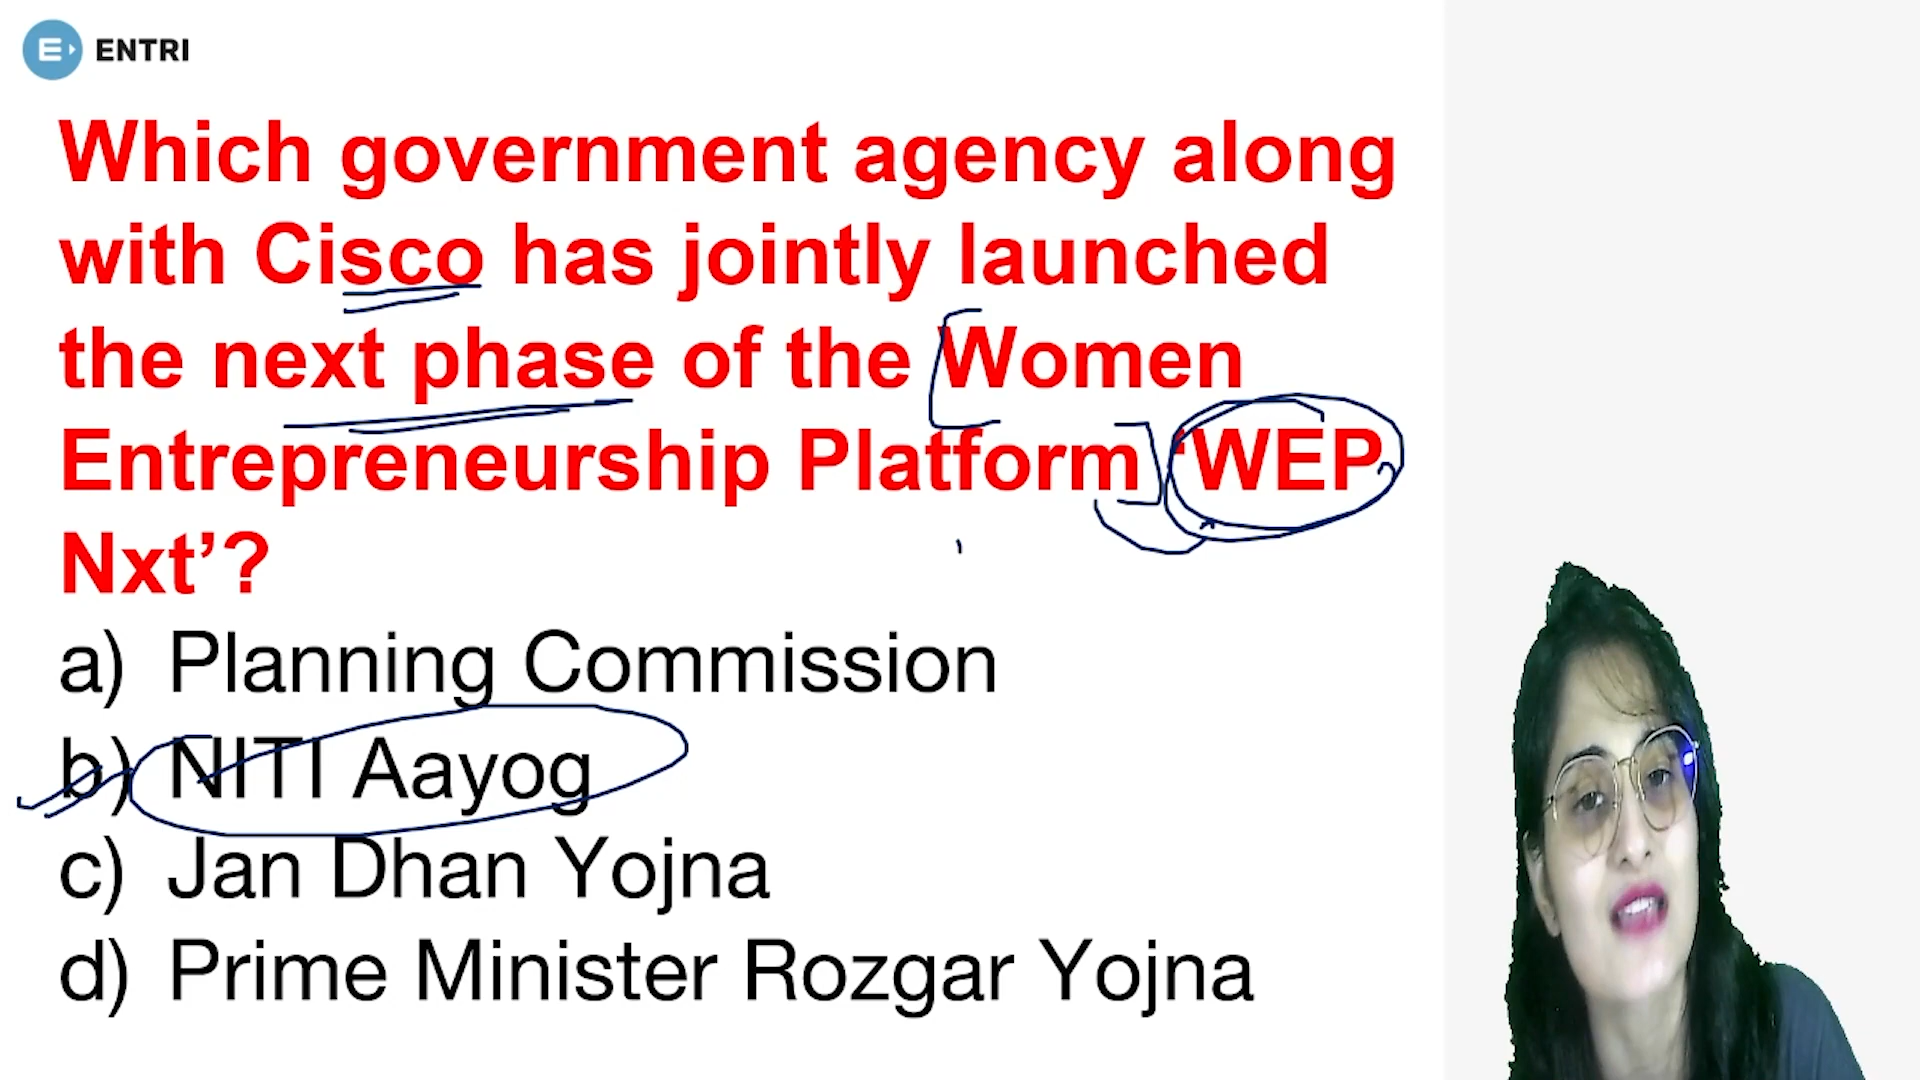 ENTRI
Which government agency along
with Cisco has jointly launched
the next phase of the Women
Entrepreneurship Platform ‘WEP
Nxt’?
a) Planning Commission
b) NITI Aayog
c) Jan Dhan Yojna
d) Prime Minister Rozgar Yojna